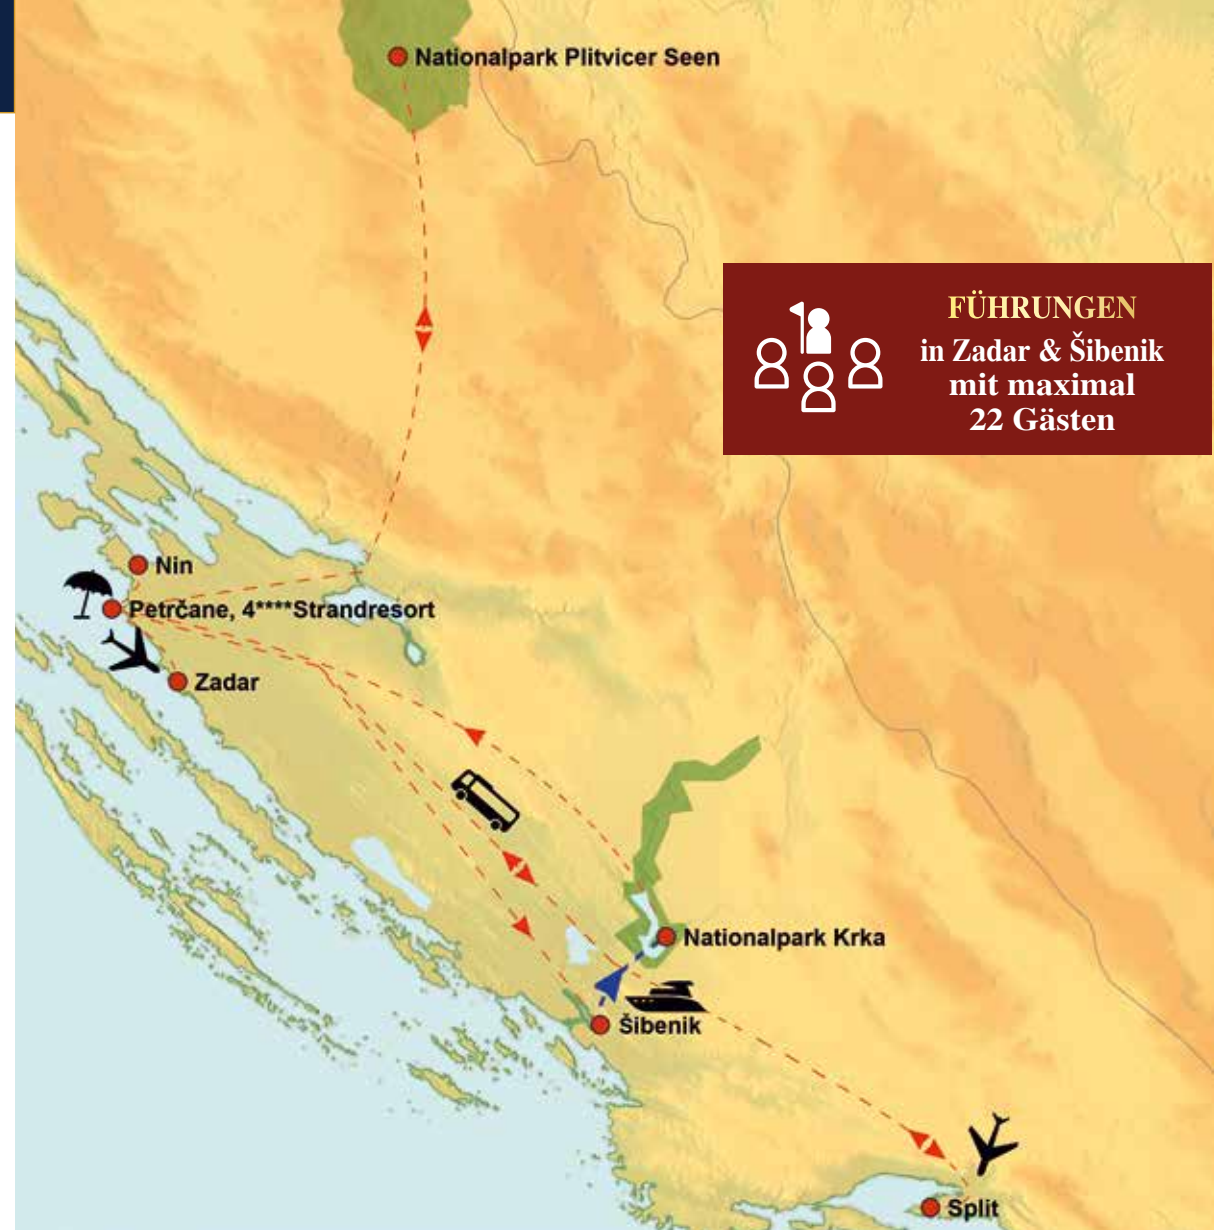 Nationalpark Plitvicer Seen
FÜHRUNGEN
in Zadar & Šibenik
mit maximal
22 Gästen
Nin
Petrčane, 4****Strandresort
Zadar
Nationalpark Krka
Šibenik
Split